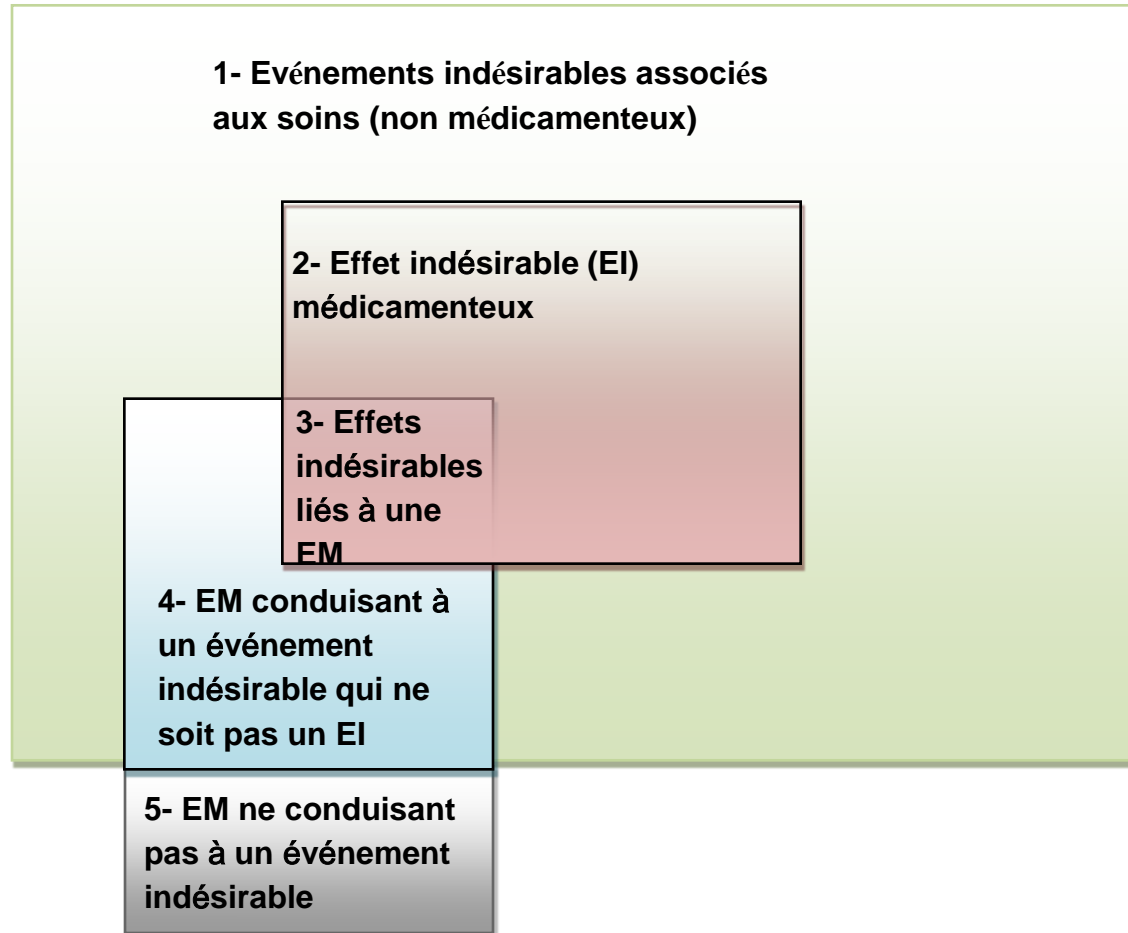 1- Evénements indésirables associés
aux soins (non médicamenteux)
2- Effet indésirable (EI)
médicamenteux
3- Effets
indésirables
liés à une
EM
4- EM conduisant à
un événement
indésirable qui ne
soit pas un EI
5- EM ne conduisant
pas à un événement
indésirable